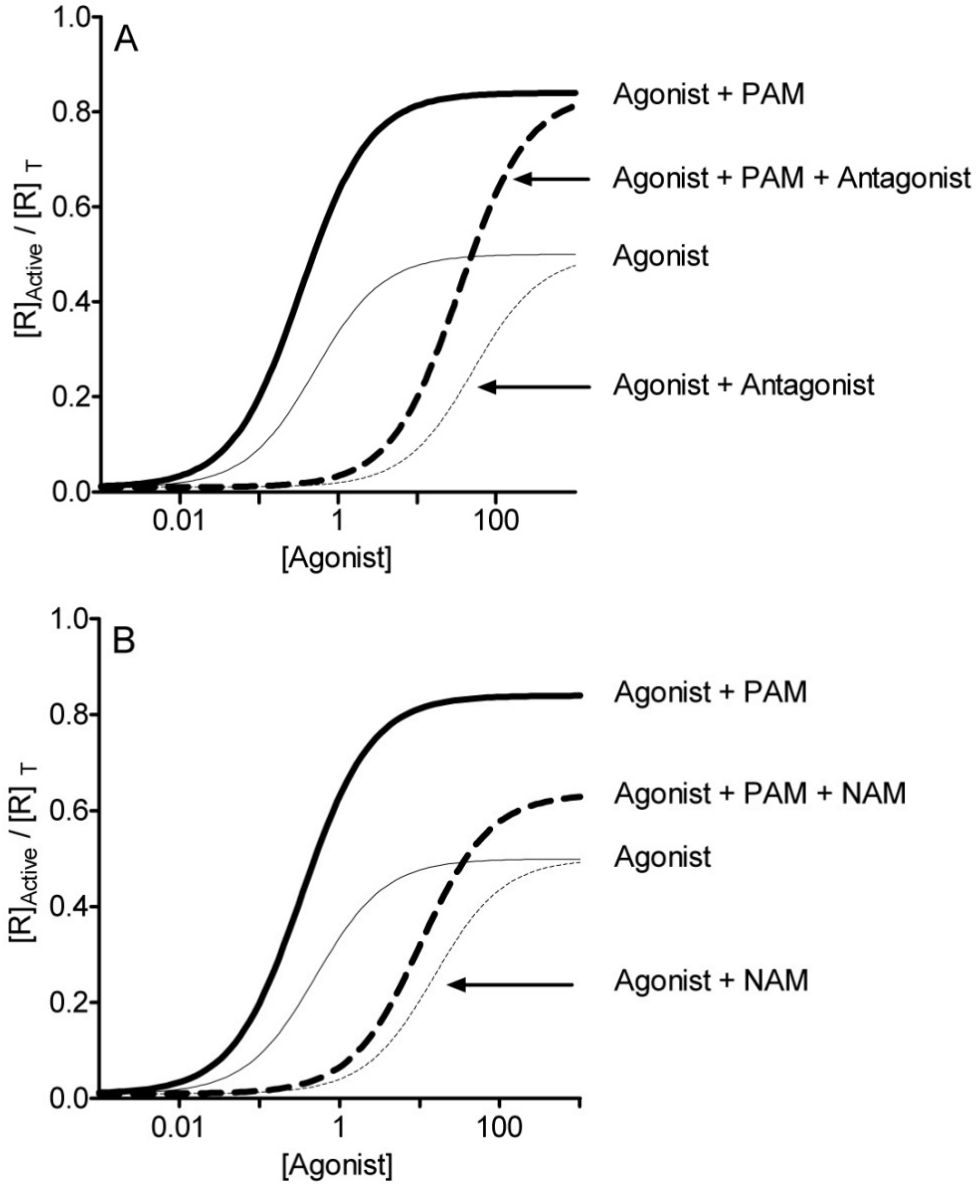 A
1.0
0.8
0.6
0.4
0.2
0.0
[R]Active / [R] T
0.01
1
100
[Agonist]
Agonist + PAM
Agonist + PAM + Antagonist
Agonist
Agonist + Antagonist
B
1.0
0.8
0.6
0.4
0.2
0.0
[R]Active / [R] T
0.01
1
100
[Agonist]
Agonist + PAM
Agonist + PAM + NAM
Agonist
Agonist + NAM